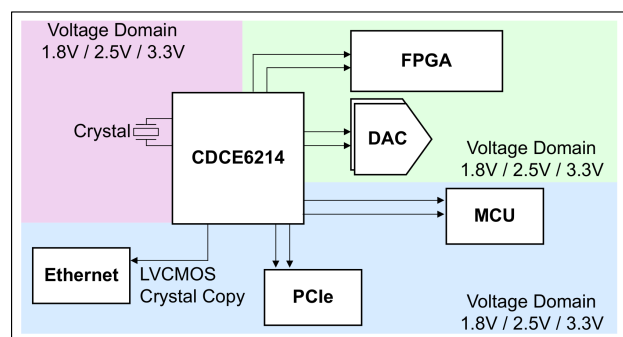 Voltage Domain
1.8V / 2.5V / 3.3V
FPGA
Crystal
CDCE6214
DAC
Voltage Domain
1.8V / 2.5V / 3.3V
MCU
Ethernet
LVCMOS
Crystal Copy
PCIe
Voltage Domain
1.8V / 2.5V / 3.3V